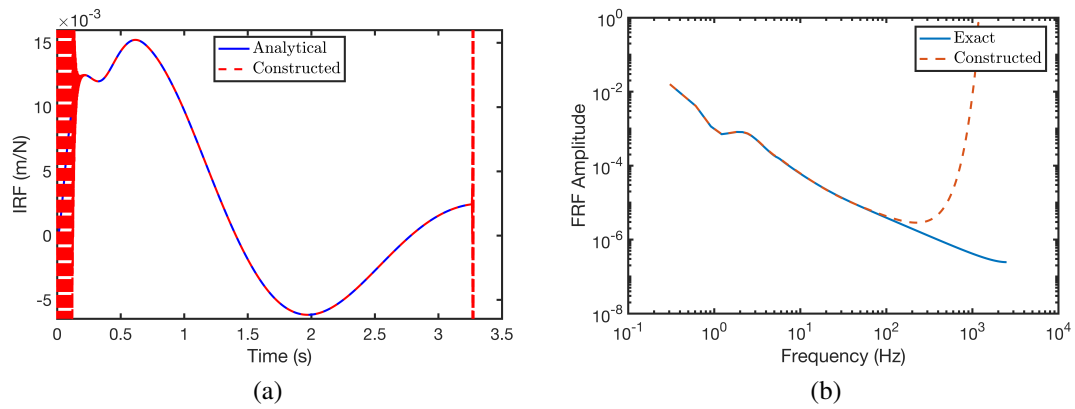 ×10⁻³
15
10
5
0
-5
0 0.5 1 1.5 2 2.5 3 3.5
IRF (m/N)
Time (s)
Analytical
Constructed
(a)
10⁰
10⁻²
10⁻⁴
10⁻⁶
10⁻⁸
10⁻¹ 10⁰ 10¹ 10² 10³ 10⁴
FRF Amplitude
Frequency (Hz)
Exact
Constructed
(b)